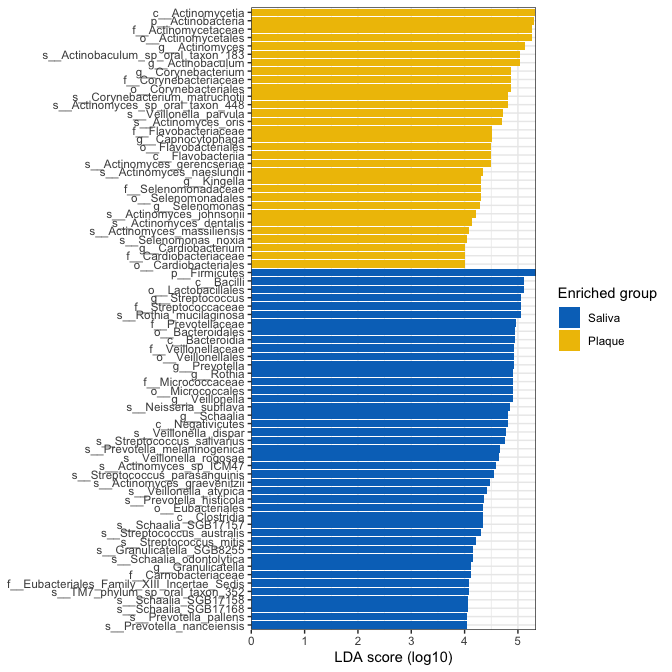 c__Actinomycetia
p__Actinobacteria
f__Actinomycetaceae
o__Actinomycetales
g__Actinomyces
s__Actinobaculum_sp_oral_taxon_183
g__Actinobaculum
g__Corynebacterium
f__Corynebacteriaceae
o__Corynebacteriales
s__Corynebacterium_matruchotii
s__Actinomyces_sp_oral_taxon_448
s__Veillonella_parvula
s__Actinomyces_oris
f__Flavobacteriaceae
g__Capnocytophaga
o__Flavobacteriales
c__Flavobacteriia
s__Actinomyces_gerencseriae
s__Actinomyces_naeslundii
g__Kingella
f__Selenomonadaceae
o__Selenomonadales
g__Selenomonas
s__Actinomyces_johnsonii
s__Actinomyces_dentalis
s__Actinomyces_massiliensis
s__Selenomonas_noxia
g__Cardiobacterium
f__Cardiobacteriaceae
o__Cardiobacteriales
p__Firmicutes
c__Bacilli
o__Lactobacillales
g__Streptococcus
f__Streptococcaceae
s__Rothia_mucilaginosa
f__Prevotellaceae
o__Bacteroidales
c__Bacteroidia
f__Veillonellaceae
o__Veillonellales
g__Prevotella
g__Rothia
f__Micrococcaceae
o__Micrococcales
g__Veillonella
s__Neisseria_subflava
g__Schaalia
c__Negativicutes
s__Veillonella_dispar
s__Streptococcus_salivarius
s__Prevotella_melaninogenica
s__Veillonella_rogosae
s__Actinomyces_sp_ICM47
s__Streptococcus_parasanguinis
s__Actinomyces_graevenitzii
s__Veillonella_atypica
s__Prevotella_histicola
o__Eubacteriales
c__Clostridia
s__Schaalia_SGB17157
s__Streptococcus_australis
s__Streptococcus_mitis
s__Granulicatella_SGB8255
s__Schaalia_odontolytica
g__Granulicatella
f__Carnobacteriaceae
f__Eubacteriales_Family_XIII_Incertae_Sedis
s__TM7_phylum_sp_oral_taxon_352
s__Schaalia_SGB17158
s__Schaalia_SGB17168
s__Prevotella_pallens
s__Prevotella_nanceiensis
0 1 2 3 4 5
LDA score (log10)
Enriched group
Saliva
Plaque